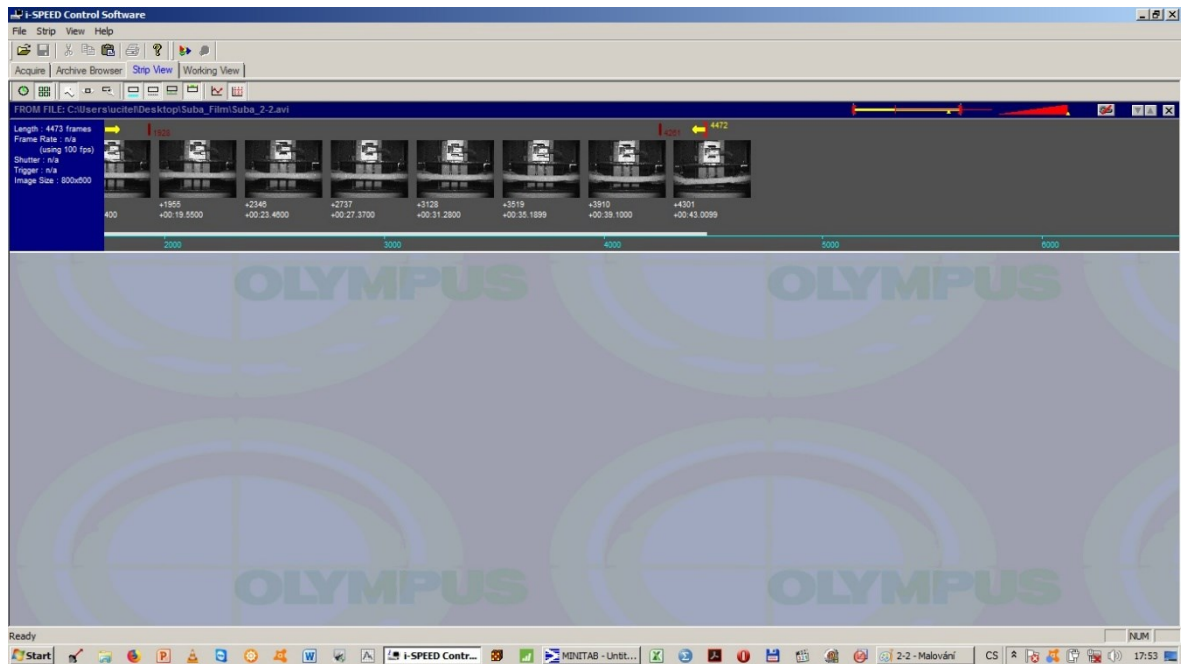 i-SPEED Control Software
File Strip View Help
Acquire Archive Browser Strip View Working View
FROM FILE: C:\Users\ucitel\Desktop\Suba_Film\Suba_2-2.avi
Length : 4473 frames
Frame Rate : n/a
(using 100 fps)
Shutter : n/a
Trigger : n/a
Image Size : 800x600
1928 4261 4472
+1955 +2346 +2737 +3128 +3519 +3910 +4301
400 +00:19.5500 +00:23.4600 +00:27.3700 +00:31.2800 +00:35.1899 +00:39.1000 +00:43.0099
2000 3000 4000 5000 6000
OLYMPUS OLYMPUS
OLYMPUS OLYMPUS
Ready NUM
Start i-SPEED Contr... MINITAB - Untit... 2-2 - Malování CS 17:53